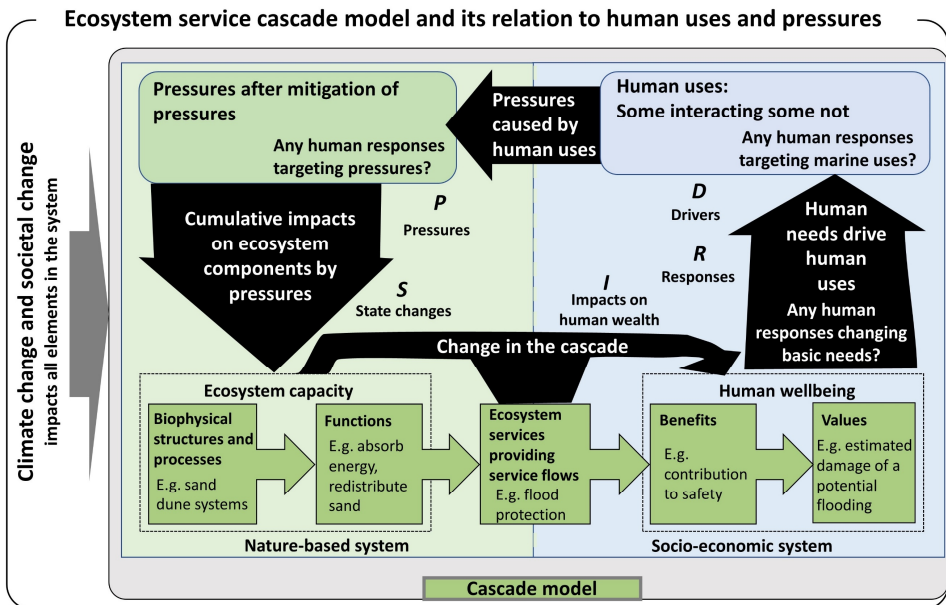 Ecosystem service cascade model and its relation to human uses and pressures
Climate change and societal change
impacts all elements in the system
Pressures after mitigation of
pressures
Any human responses
targeting pressures?
Pressures
caused by
human uses
Human uses:
Some interacting some not
Any human responses
targeting marine uses?
Cumulative impacts
on ecosystem
components by
pressures
P
Pressures
S
State changes
D
Drivers
R
Responses
I
Impacts on
human wealth
Human
needs drive
human
uses
Any human
responses changing
basic needs?
Change in the cascade
Ecosystem capacity
Biophysical
structures and
processes
E.g. sand
dune systems
Functions
E.g. absorb
energy,
redistribute
sand
Ecosystem
services
providing
service flows
E.g. flood
protection
Human wellbeing
Benefits
E.g.
contribution
to safety
Values
E.g. estimated
damage of a
potential
flooding
Nature-based system
Socio-economic system
Cascade model